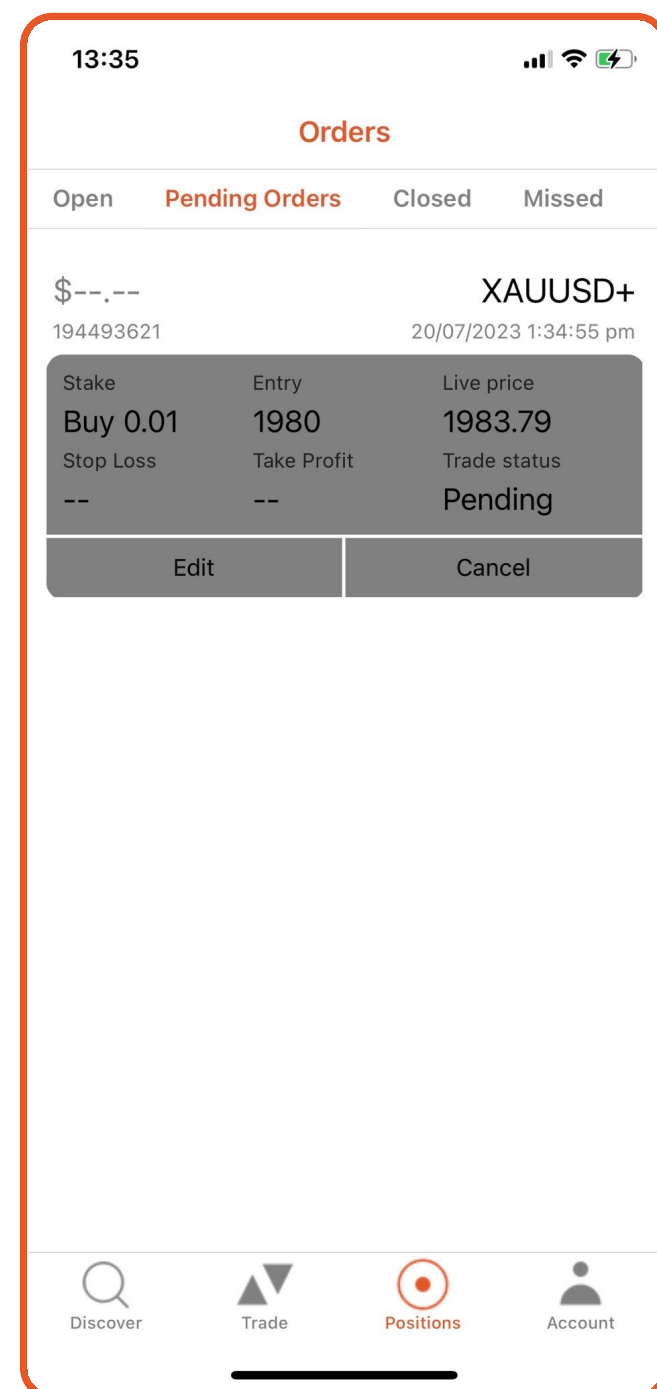 13:35
Orders
Open Pending Orders Closed Missed
$--.-- XAUUSD+
194493621 20/07/2023 1:34:55 pm
Stake Entry Live price
Buy 0.01 1980 1983.79
Stop Loss Take Profit Trade status
-- -- Pending
Edit Cancel
Discover Trade Positions Account